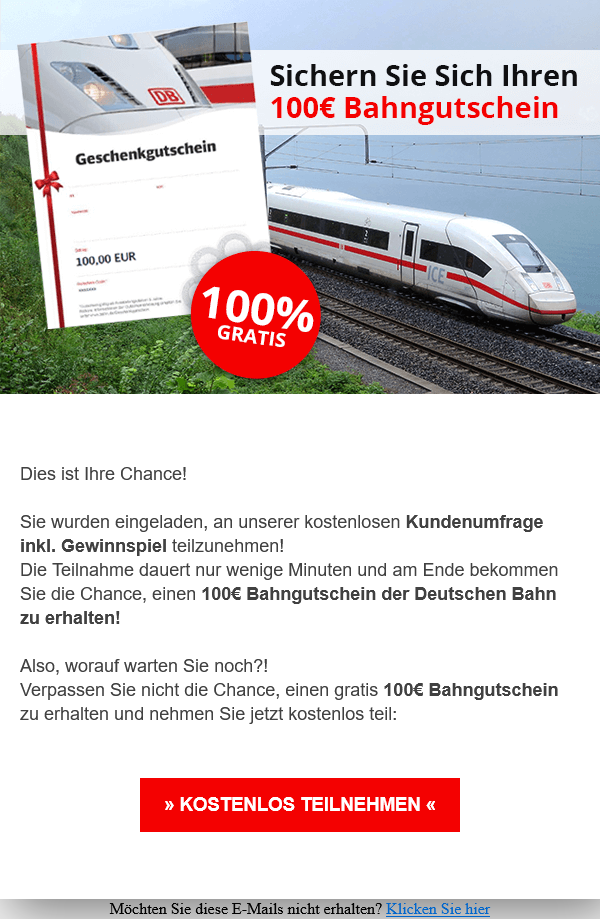 Sichern Sie Sich Ihren
100€ Bahngutschein
DB
Geschenkgutschein
100,00 EUR
ICE
100%
GRATIS
Dies ist Ihre Chance!
Sie wurden eingeladen, an unserer kostenlosen Kundenumfrage
inkl. Gewinnspiel teilzunehmen!
Die Teilnahme dauert nur wenige Minuten und am Ende bekommen
Sie die Chance, einen 100€ Bahngutschein der Deutschen Bahn
zu erhalten!
Also, worauf warten Sie noch?!
Verpassen Sie nicht die Chance, einen gratis 100€ Bahngutschein
zu erhalten und nehmen Sie jetzt kostenlos teil:
» KOSTENLOS TEILNEHMEN «
Möchten Sie diese E-Mails nicht erhalten? Klicken Sie hier